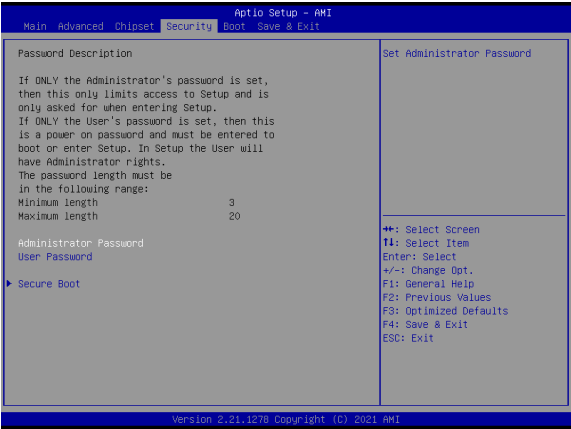 Aptio Setup - AMI
Main Advanced Chipset Security Boot Save & Exit
Password Description
If ONLY the Administrator's password is set,
then this only limits access to Setup and is
only asked for when entering Setup.
If ONLY the User's password is set, then this
is a power on password and must be entered to
boot or enter Setup. In Setup the User will
have Administrator rights.
The password length must be
in the following range:
Minimum length 3
Maximum length 20
Administrator Password
User Password
Secure Boot
Set Administrator Password
→←: Select Screen
↑↓: Select Item
Enter: Select
+/-: Change Opt.
F1: General Help
F2: Previous Values
F3: Optimized Defaults
F4: Save & Exit
ESC: Exit
Version 2.21.1278 Copyright (C) 2021 AMI